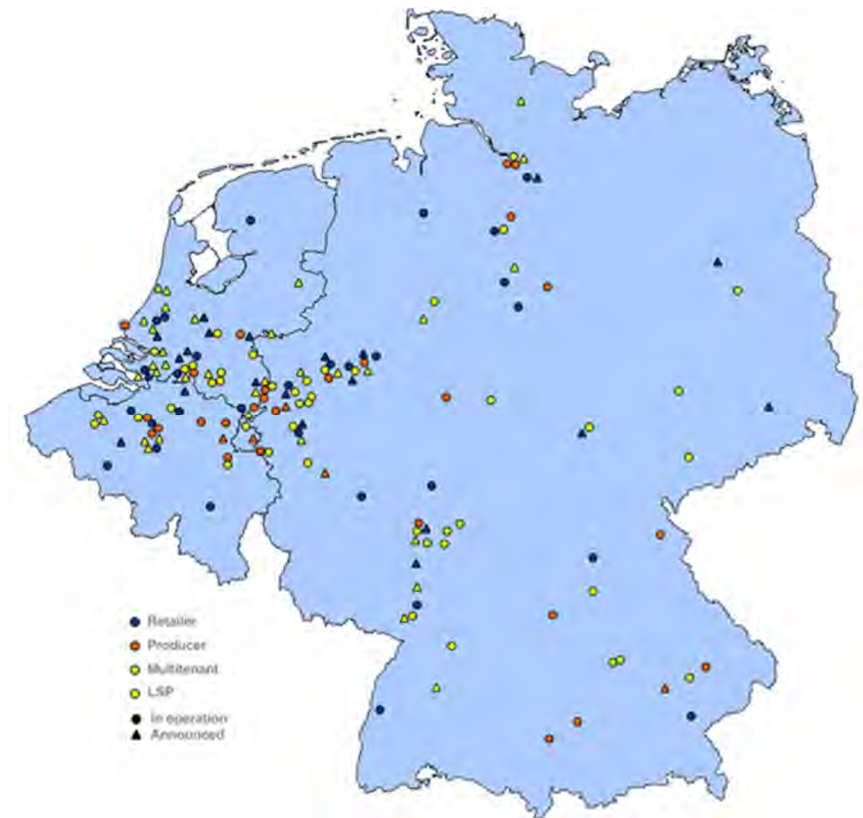 Retailer
Producer
Multitenant
LSP
In operation
Announced